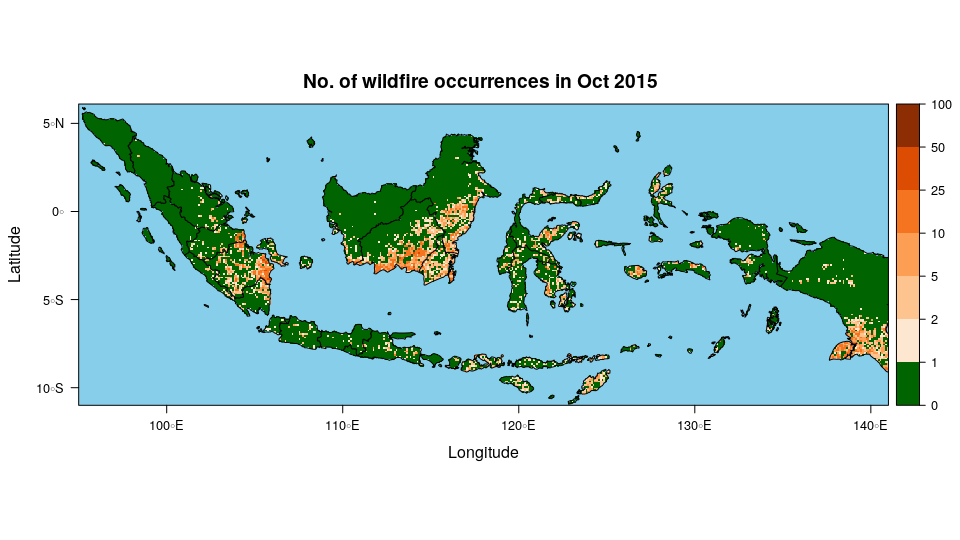 No. of wildfire occurrences in Oct 2015
Latitude
5°N
0°
5°S
10°S
100°E
110°E
120°E
130°E
140°E
Longitude
100
50
25
10
5
2
1
0